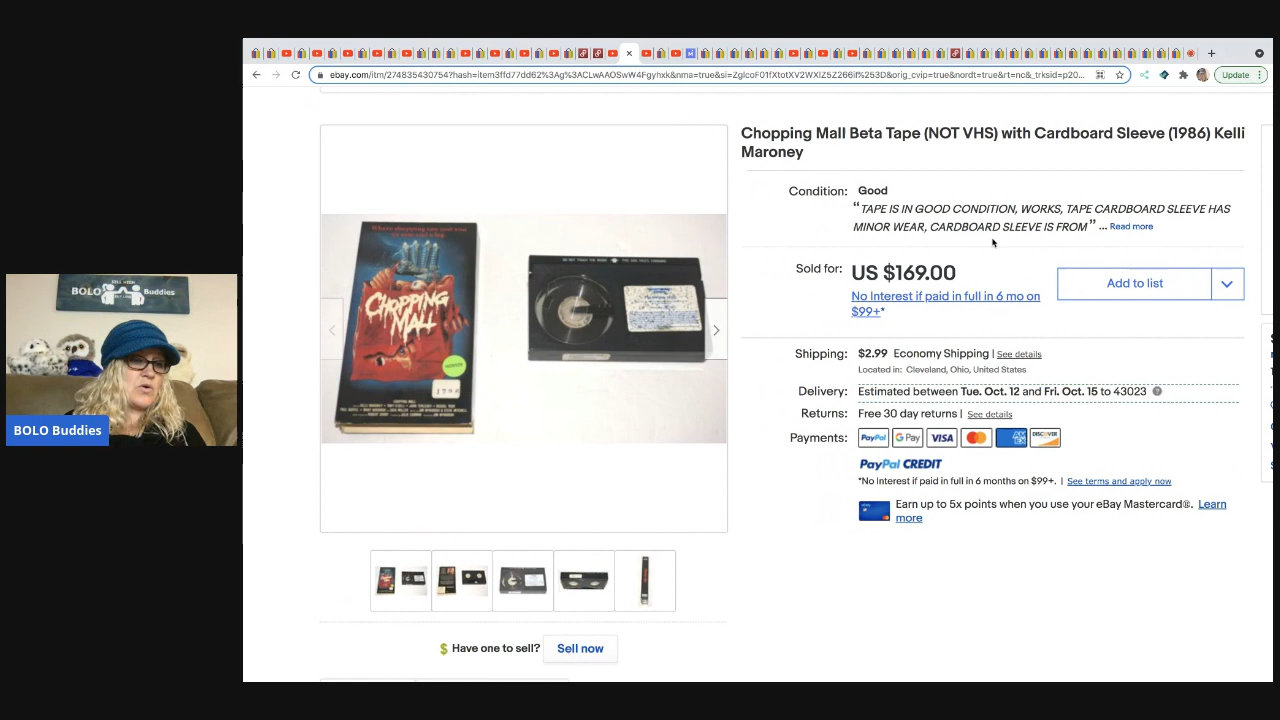 ebay.com/itm/274835430754?hash=item3ffd77dd62%3Ag%3ACLwAAOSwW4Fgyhxk&nma=true&si=ZglcoF01fXtotXV2WXIZ5Z266if%253D&orig_cvip=true&nordt=true&rt=nc&_trksid=p20...
Update
Chopping Mall Beta Tape (NOT VHS) with Cardboard Sleeve (1986) Kelli
Maroney
Condition: Good
“TAPE IS IN GOOD CONDITION, WORKS, TAPE CARDBOARD SLEEVE HAS
MINOR WEAR, CARDBOARD SLEEVE IS FROM” ... Read more
Sold for: US $169.00
Add to list
No Interest if paid in full in 6 mo on
$99+*
Shipping: $2.99 Economy Shipping | See details
Located in: Cleveland, Ohio, United States
Delivery: Estimated between Tue. Oct. 12 and Fri. Oct. 15 to 43023
Returns: Free 30 day returns | See details
Payments: PayPal G Pay VISA AM EX DISCOVER
PayPal CREDIT
*No Interest if paid in full in 6 months on $99+. | See terms and apply now
Earn up to 5x points when you use your eBay Mastercard®. Learn
more
CHOPPING
MALL
Have one to sell? Sell now
BOLO Buddies
BOLO Buddies